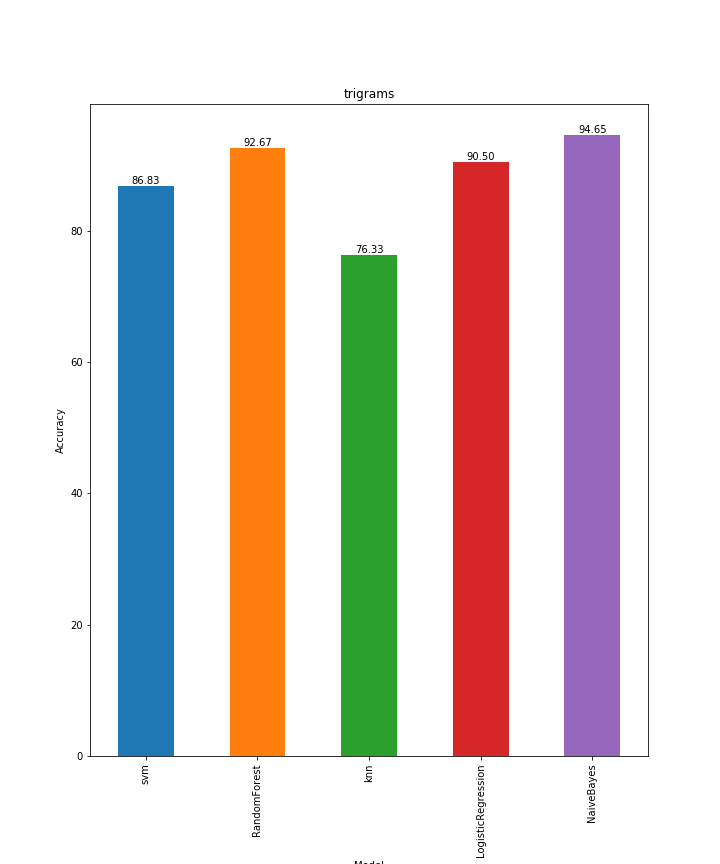 trigrams
86.83
92.67
76.33
90.50
94.65
80
60
40
20
0
Accuracy
svm
RandomForest
knn
LogisticRegression
NaiveBayes
Model